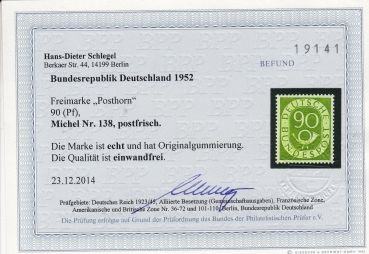 19141
Hans-Dieter Schlegel
Berkaer Str. 44, 14199 Berlin
BEFUND
Bundesrepublik Deutschland 1952
Freimarke „Posthorn"
90 (Pf),
Michel Nr. 138, postfrisch.
DEUTSCHE
90
BUNDESPOST
Die Marke ist echt und hat Originalgummierung.
Die Qualität ist einwandfrei.
23.12.2014
Prüfgebiete: Deutsches Reich 1923/45, Alliierte Besetzung (Gemeinschaftsausgaben), Französische Zone,
Amerikanische und Britische Zone Nr. 36-72 und 101-110, Berlin, Bundesrepublik Deutschland
Die Prüfung erfolgte auf Grund der Prüfordnung des Bundes der Philatelistischen Prüfer e.V.